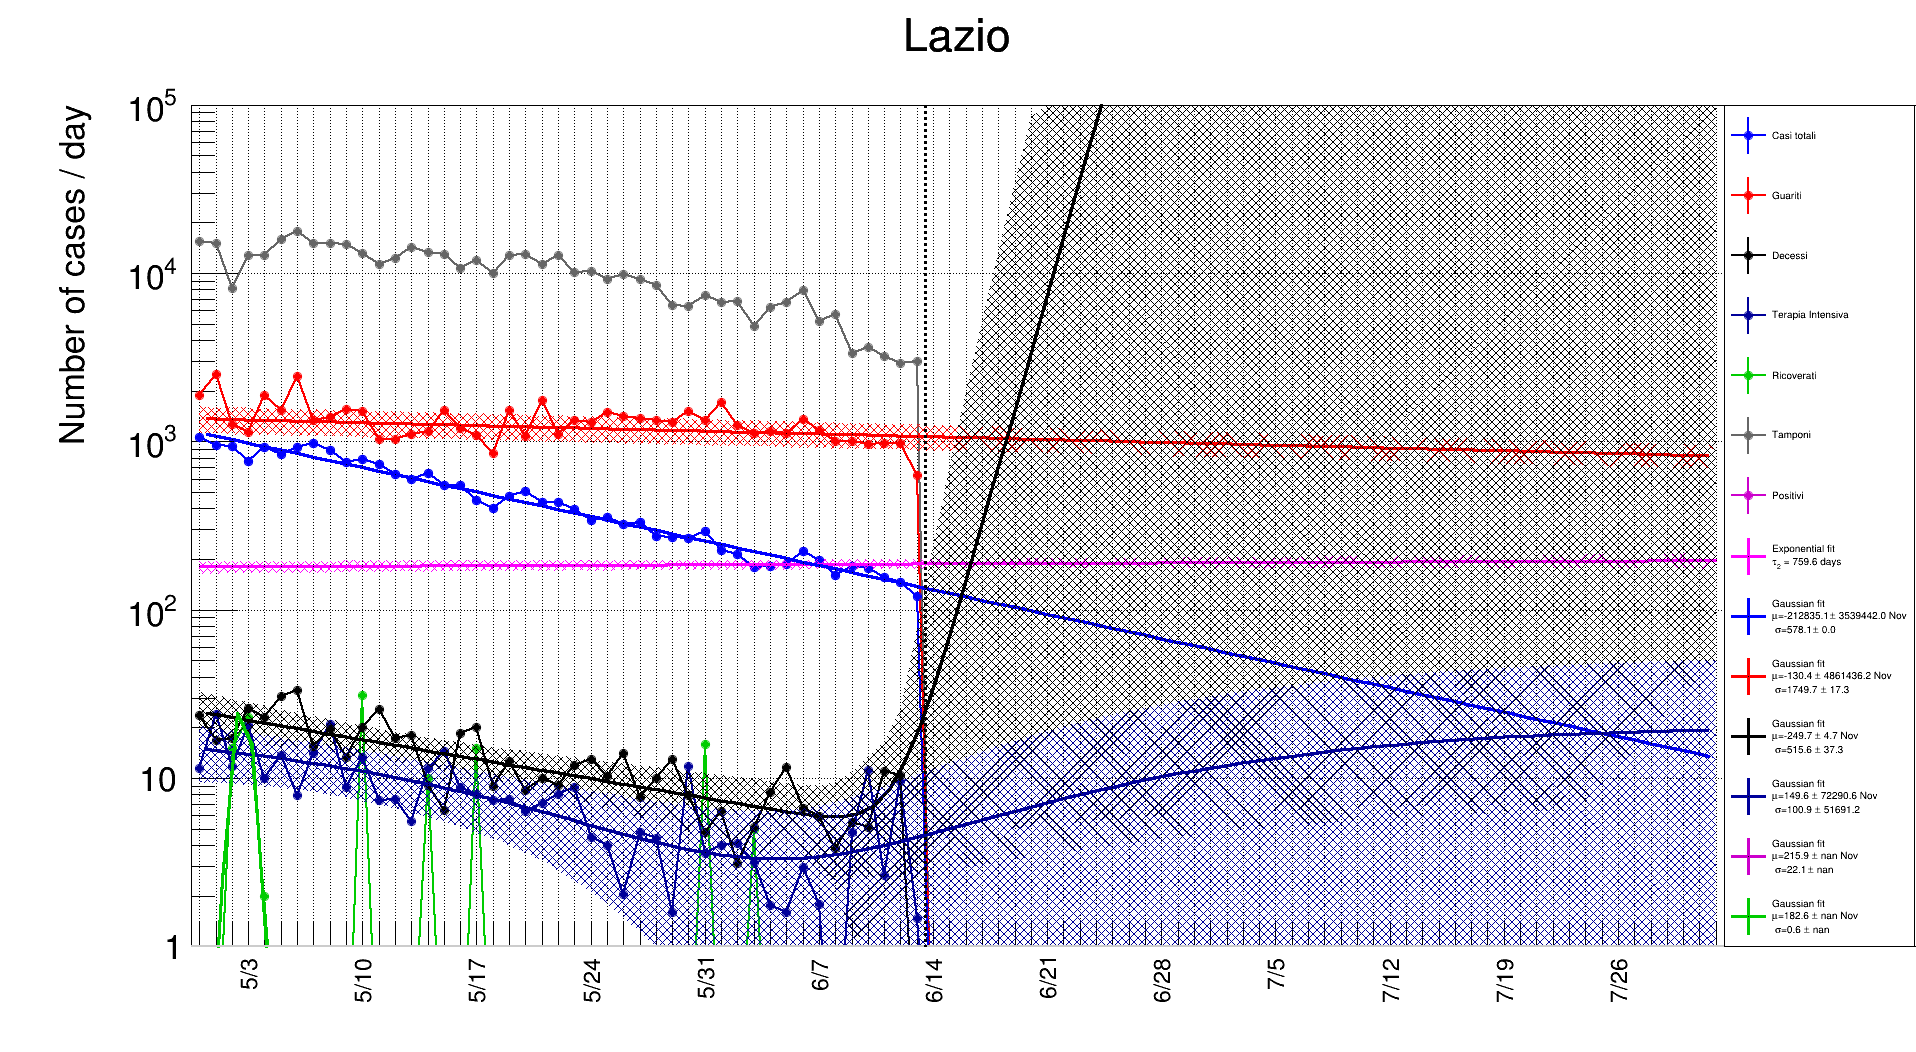 Lazio
Number of cases / day
10^5
10^4
10^3
10^2
10
1
5/3
5/10
5/17
5/24
5/31
6/7
6/14
6/21
6/28
7/5
7/12
7/19
7/26
Casi totali
Guariti
Decessi
Terapia Intensiva
Ricoverati
Tamponi
Positivi
Exponential fit
τ₂ = 759.6 days
Gaussian fit
μ=-212835.1± 3539442.0 Nov
σ=578.1± 0.0
Gaussian fit
μ=-130.4 ± 4861436.2 Nov
σ=1749.7 ± 17.3
Gaussian fit
μ=-249.7± 4.7 Nov
σ=515.6 ± 37.3
Gaussian fit
μ=149.6 ± 72290.6 Nov
σ=100.9 ± 51691.2
Gaussian fit
μ=215.9 ± nan Nov
σ=22.1 ± nan
Gaussian fit
μ=182.6 ± nan Nov
σ=0.6 ± nan